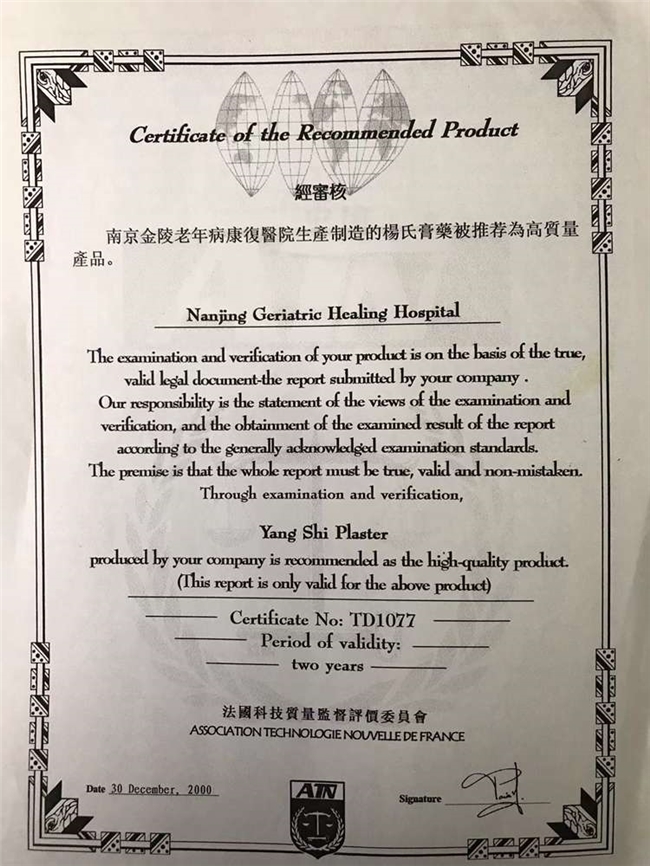 Certificate of the Recommended Product
經審核
南京金陵老年病康復醫院生產制造的楊氏膏藥被推荐為高質量
產品。
Nanjing Geriatric Healing Hospital
The examination and verification of your product is on the basis of the true,
valid legal document-the report submitted by your company .
Our responsibility is the statement of the views of the examination and
verification, and the obtainment of the examined result of the report
according to the generally acknowledged examination standards.
The premise is that the whole report must be true, valid and non-mistaken.
Through examination and verification,
Yang Shi Plaster
produced by your company is recommended as the high-quality product.
(This report is only valid for the above product)
Certificate No: TD1077
Period of validity:
two years
法國科技質量監督評價委員會
ASSOCIATION TECHNOLOGIE NOUVELLE DE FRANCE
Date 30 December, 2000
ATN
Signature